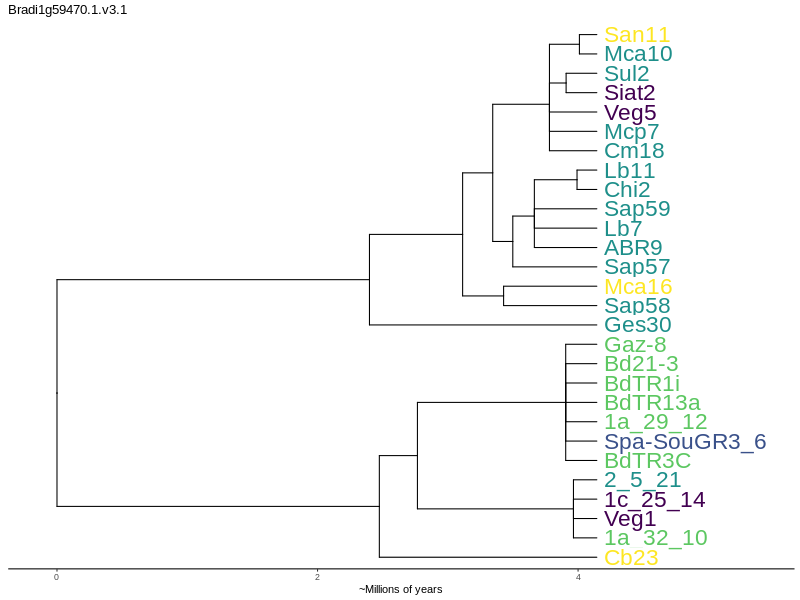 Bradi1g59470.1.v3.1
San11
Mca10
Sul2
Siat2
Veg5
Mcp7
Cm18
Lb11
Chi2
Sap59
Lb7
ABR9
Sap57
Mca16
Sap58
Ges30
Gaz-8
Bd21-3
BdTR1i
BdTR13a
1a_29_12
Spa-SouGR3_6
BdTR3C
2_5_21
1c_25_14
Veg1
1a_32_10
Cb23
0 2 4
~Millions of years